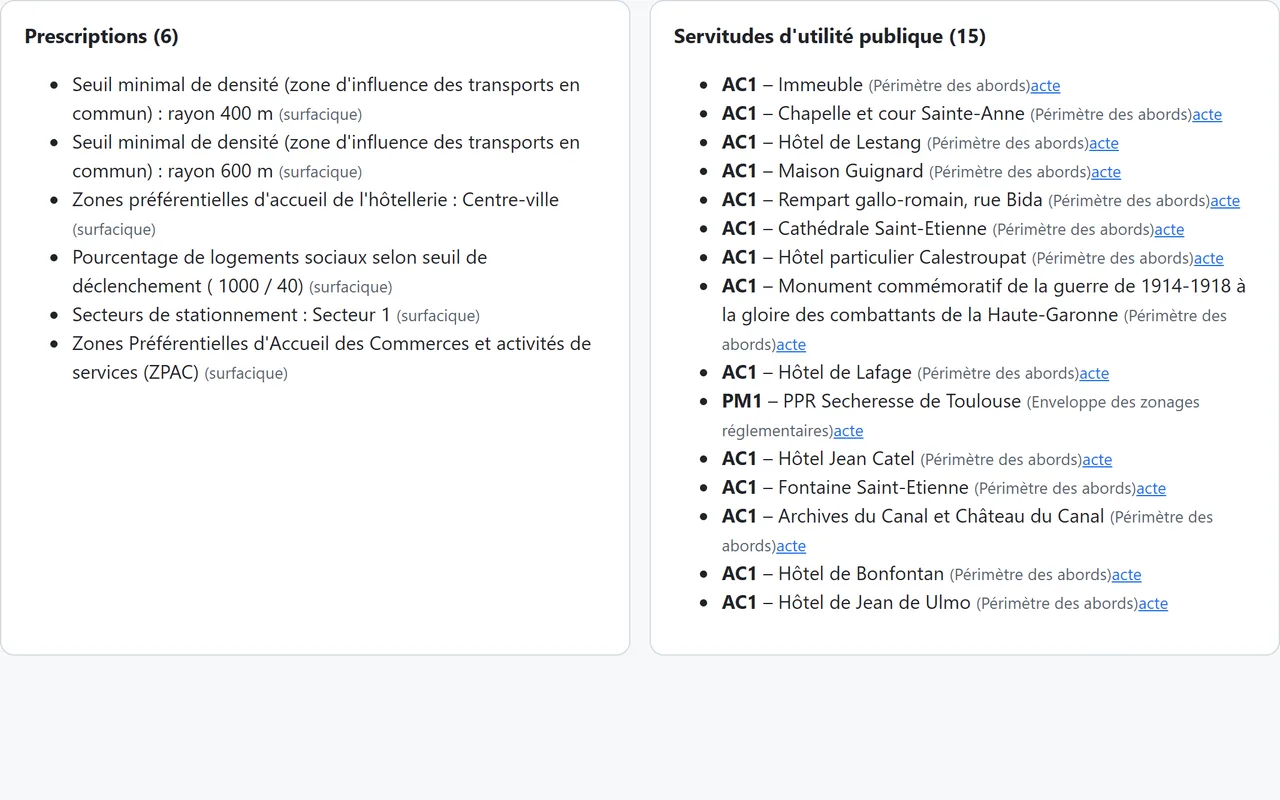 Prescriptions (6)
Seuil minimal de densité (zone d'influence des transports en
commun) : rayon 400 m (surfacique)
Seuil minimal de densité (zone d'influence des transports en
commun) : rayon 600 m (surfacique)
Zones préférentielles d'accueil de l'hôtellerie : Centre-ville
(surfacique)
Pourcentage de logements sociaux selon seuil de
déclenchement ( 1000 / 40) (surfacique)
Secteurs de stationnement : Secteur 1 (surfacique)
Zones Préférentielles d'Accueil des Commerces et activités de
services (ZPAC) (surfacique)
Servitudes d'utilité publique (15)
AC1 – Immeuble (Périmètre des abords)acte
AC1 – Chapelle et cour Sainte-Anne (Périmètre des abords)acte
AC1 – Hôtel de Lestang (Périmètre des abords)acte
AC1 – Maison Guignard (Périmètre des abords)acte
AC1 – Rempart gallo-romain, rue Bida (Périmètre des abords)acte
AC1 – Cathédrale Saint-Etienne (Périmètre des abords)acte
AC1 – Hôtel particulier Calestroupat (Périmètre des abords)acte
AC1 – Monument commémoratif de la guerre de 1914-1918 à
la gloire des combattants de la Haute-Garonne (Périmètre des
abords)acte
AC1 – Hôtel de Lafage (Périmètre des abords)acte
PM1 – PPR Secheresse de Toulouse (Enveloppe des zonages
réglementaires)acte
AC1 – Hôtel Jean Catel (Périmètre des abords)acte
AC1 – Fontaine Saint-Etienne (Périmètre des abords)acte
AC1 – Archives du Canal et Château du Canal (Périmètre des
abords)acte
AC1 – Hôtel de Bonfontan (Périmètre des abords)acte
AC1 – Hôtel de Jean de Ulmo (Périmètre des abords)acte